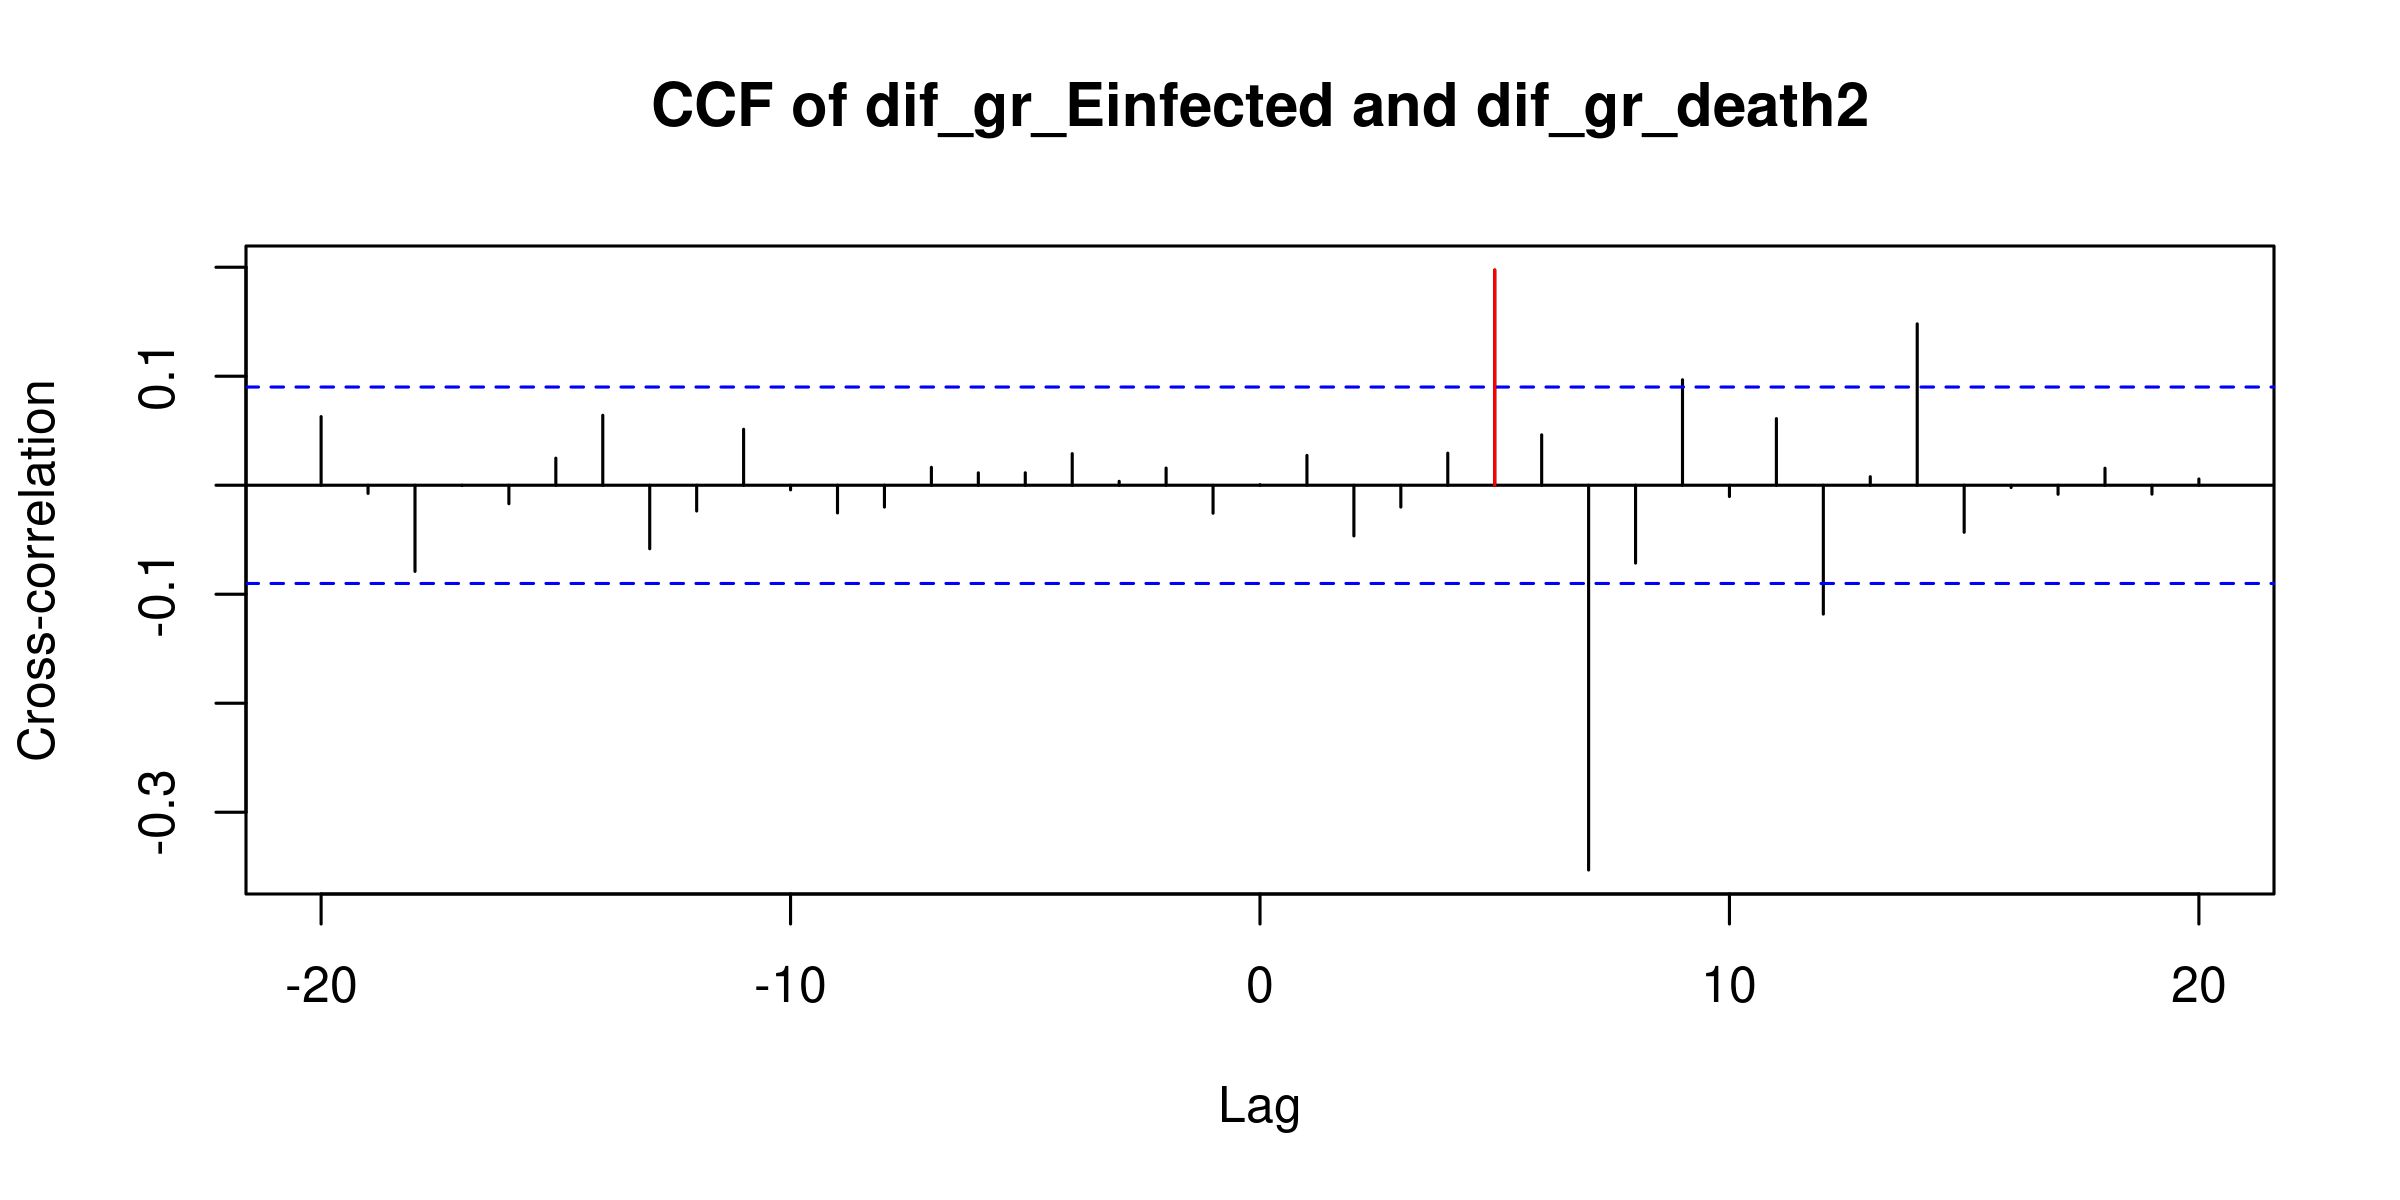 CCF of dif_gr_Einfected and dif_gr_death2
Cross-correlation
0.1
-0.1
-0.3
-20 -10 0 10 20
Lag